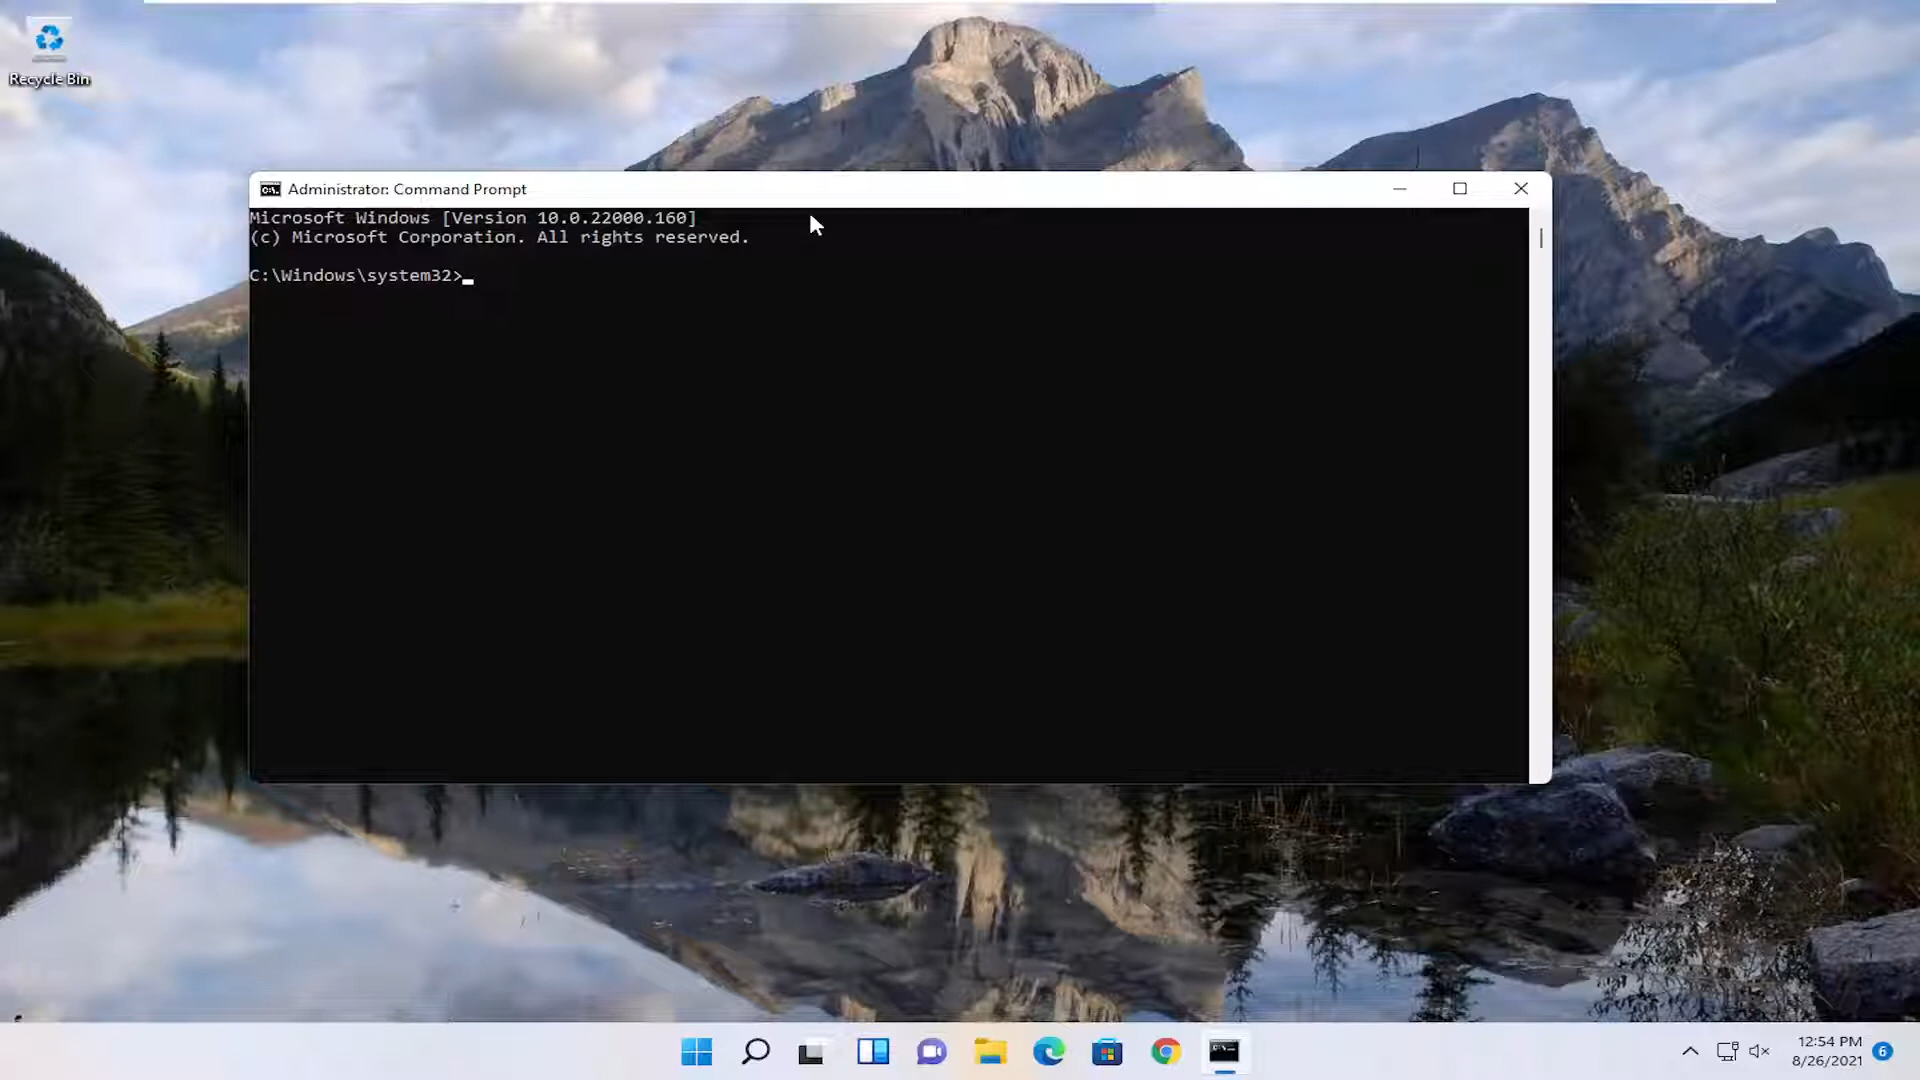 Recycle Bin
Administrator: Command Prompt
Microsoft Windows [Version 10.0.22000.160]
(c) Microsoft Corporation. All rights reserved.
C:\Windows\system32>
12:54 PM
8/26/2021
6